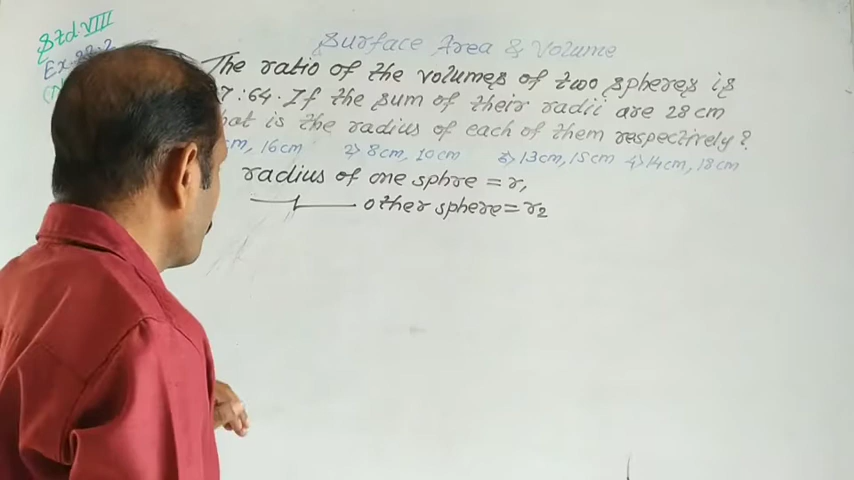 Std. VIII
Surface Area & Volume
Ex.
The ratio of the volumes of two spheres is
7:64. If the sum of their radii are 28 cm
hat is the radius of each of them respectively?
cm, 16cm 2) 8cm, 10cm 3) 13cm, 15cm 4) 14cm, 18cm
radius of one sphre = r₁
other sphere = r₂